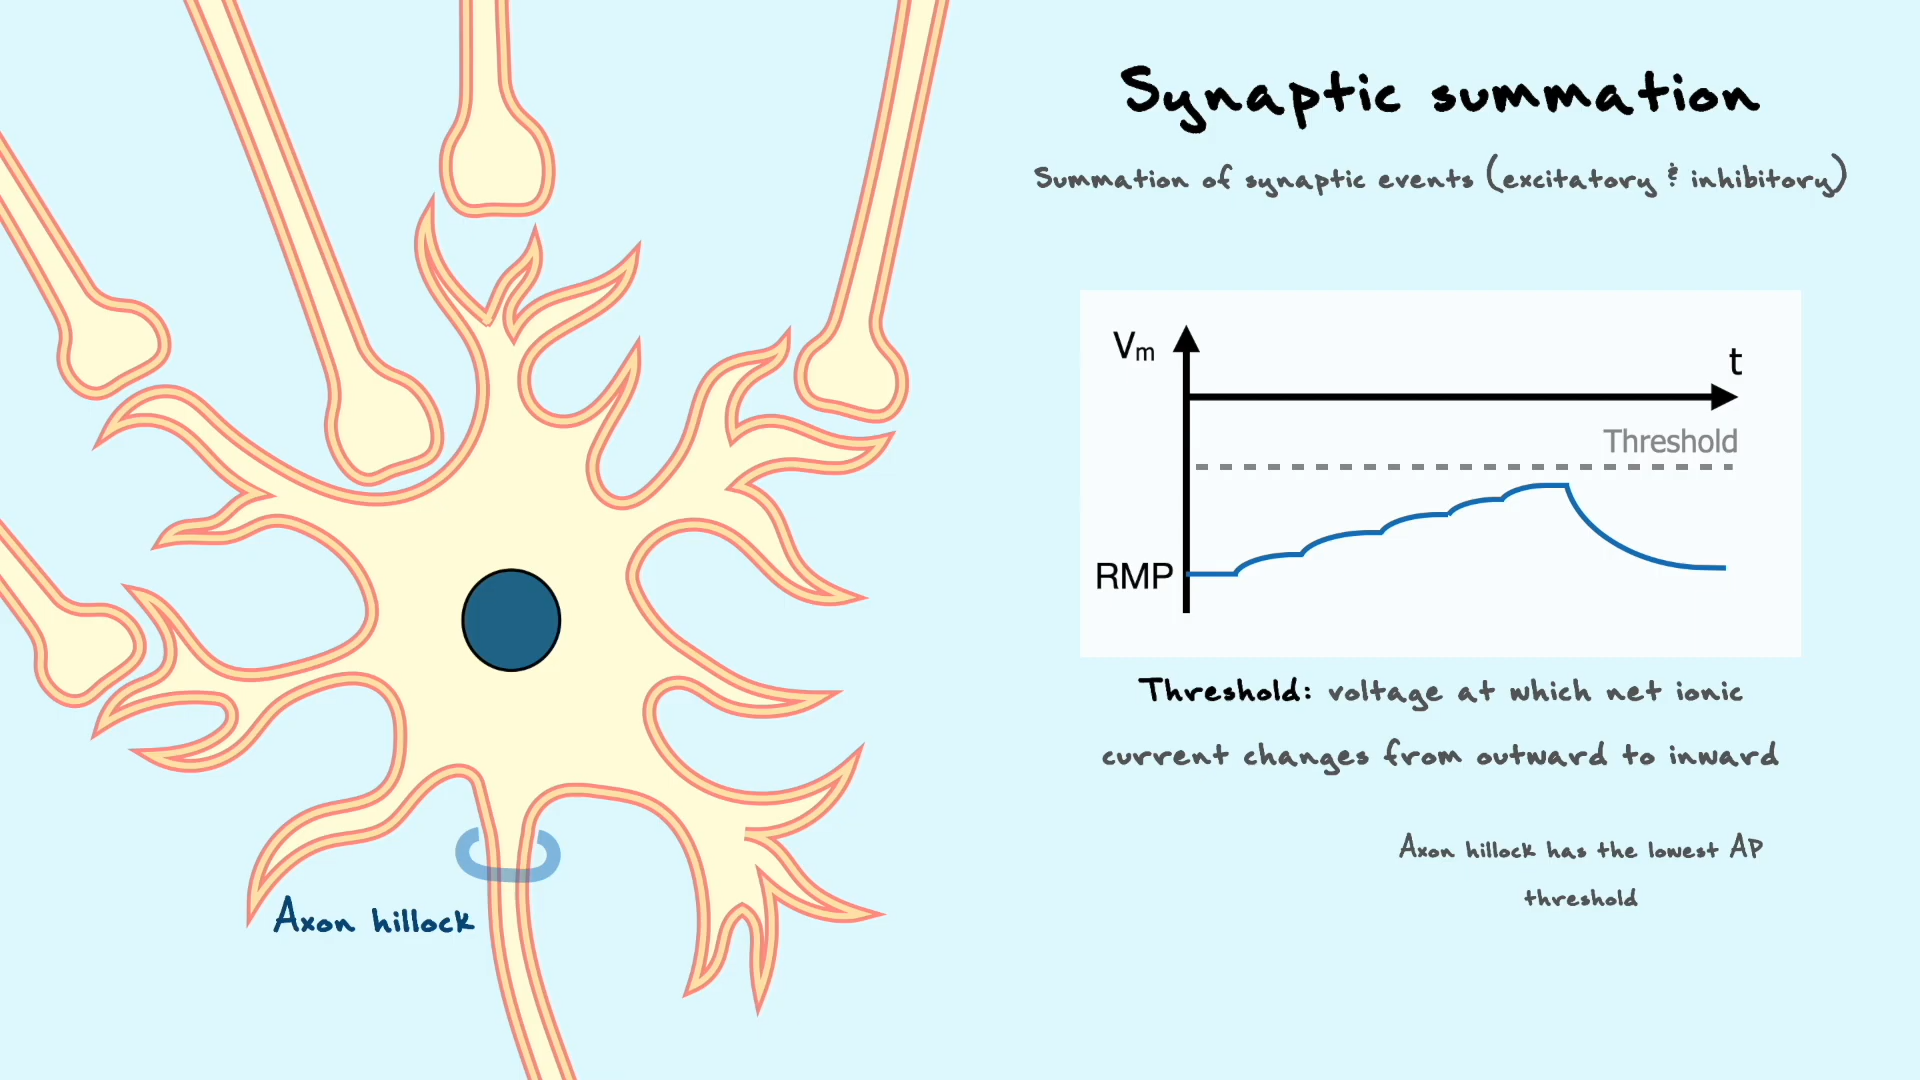 Synaptic summation
Summation of synaptic events (excitatory & inhibitory)
Vm
t
Threshold
RMP
Threshold: voltage at which net ionic
current changes from outward to inward
Axon hillock has the lowest AP
threshold
Axon hillock